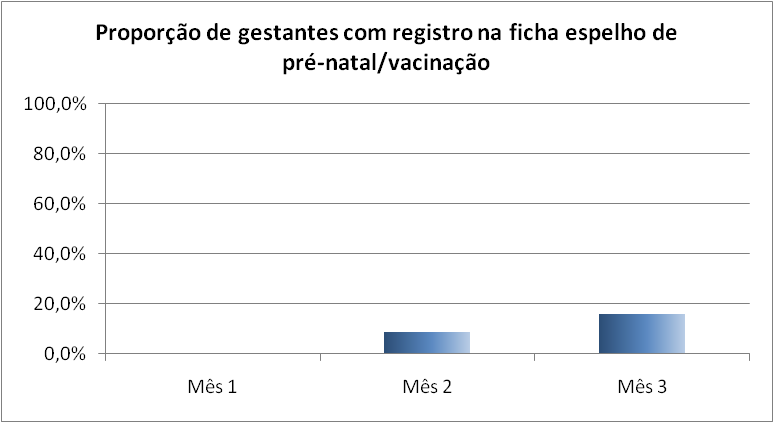 Proporção de gestantes com registro na ficha espelho de
pré-natal/vacinação
100,0%
80,0%
60,0%
40,0%
20,0%
0,0%
Mês 1 Mês 2 Mês 3